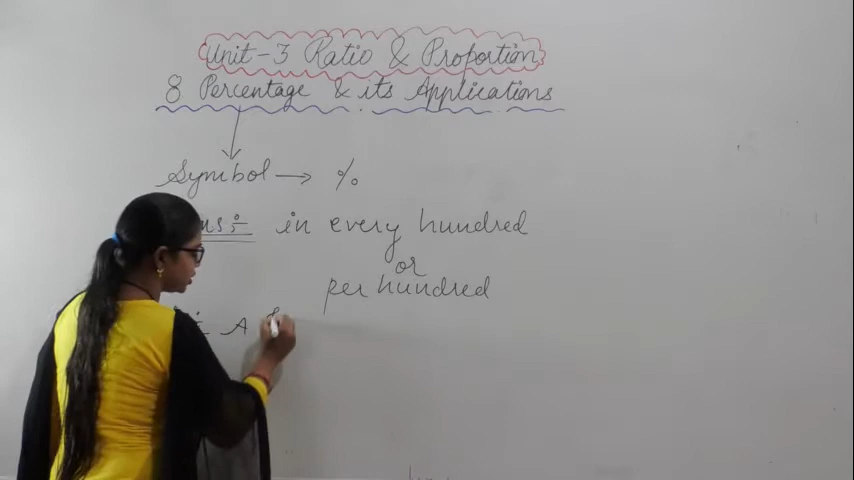 Unit-3 Ratio & Proportion
8 Percentage & its Applications
Symbol → %
in every hundred
or
per hundred
A